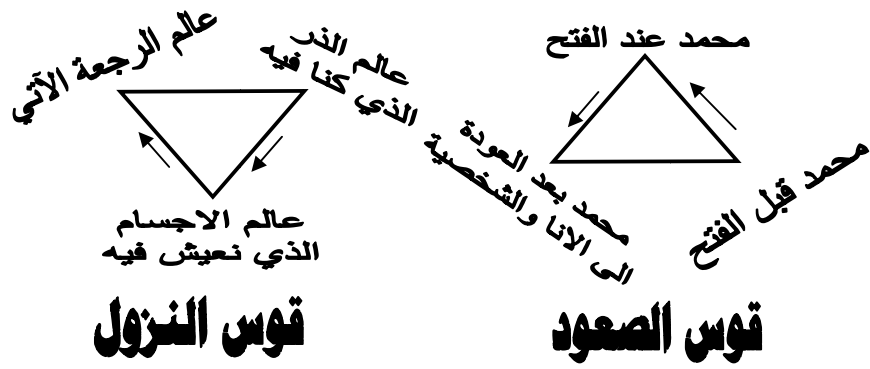 محمد عند الفتح
محمد قبل الفتح
محمد بعد العودة
الى الانا والشخصية
قوس الصعود
عالم الذر
الذي كنا فيه
عالم الرجعة الآتي
عالم الاجسام
الذي نعيش فيه
قوس النزول